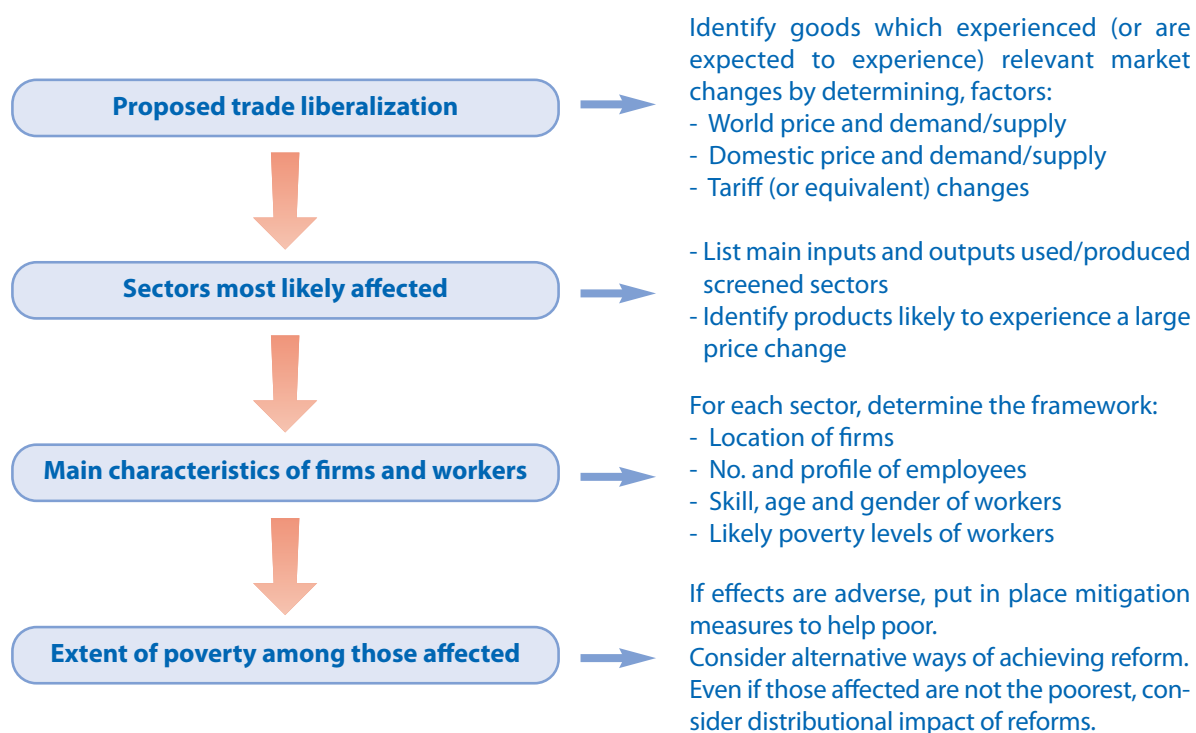 Proposed trade liberalization
Identify goods which experienced (or are
expected to experience) relevant market
changes by determining, factors:
- World price and demand/supply
- Domestic price and demand/supply
- Tariff (or equivalent) changes
Sectors most likely affected
- List main inputs and outputs used/produced
screened sectors
- Identify products likely to experience a large
price change
Main characteristics of firms and workers
For each sector, determine the framework:
- Location of firms
- No. and profile of employees
- Skill, age and gender of workers
- Likely poverty levels of workers
Extent of poverty among those affected
If effects are adverse, put in place mitigation
measures to help poor.
Consider alternative ways of achieving reform.
Even if those affected are not the poorest, con-
sider distributional impact of reforms.